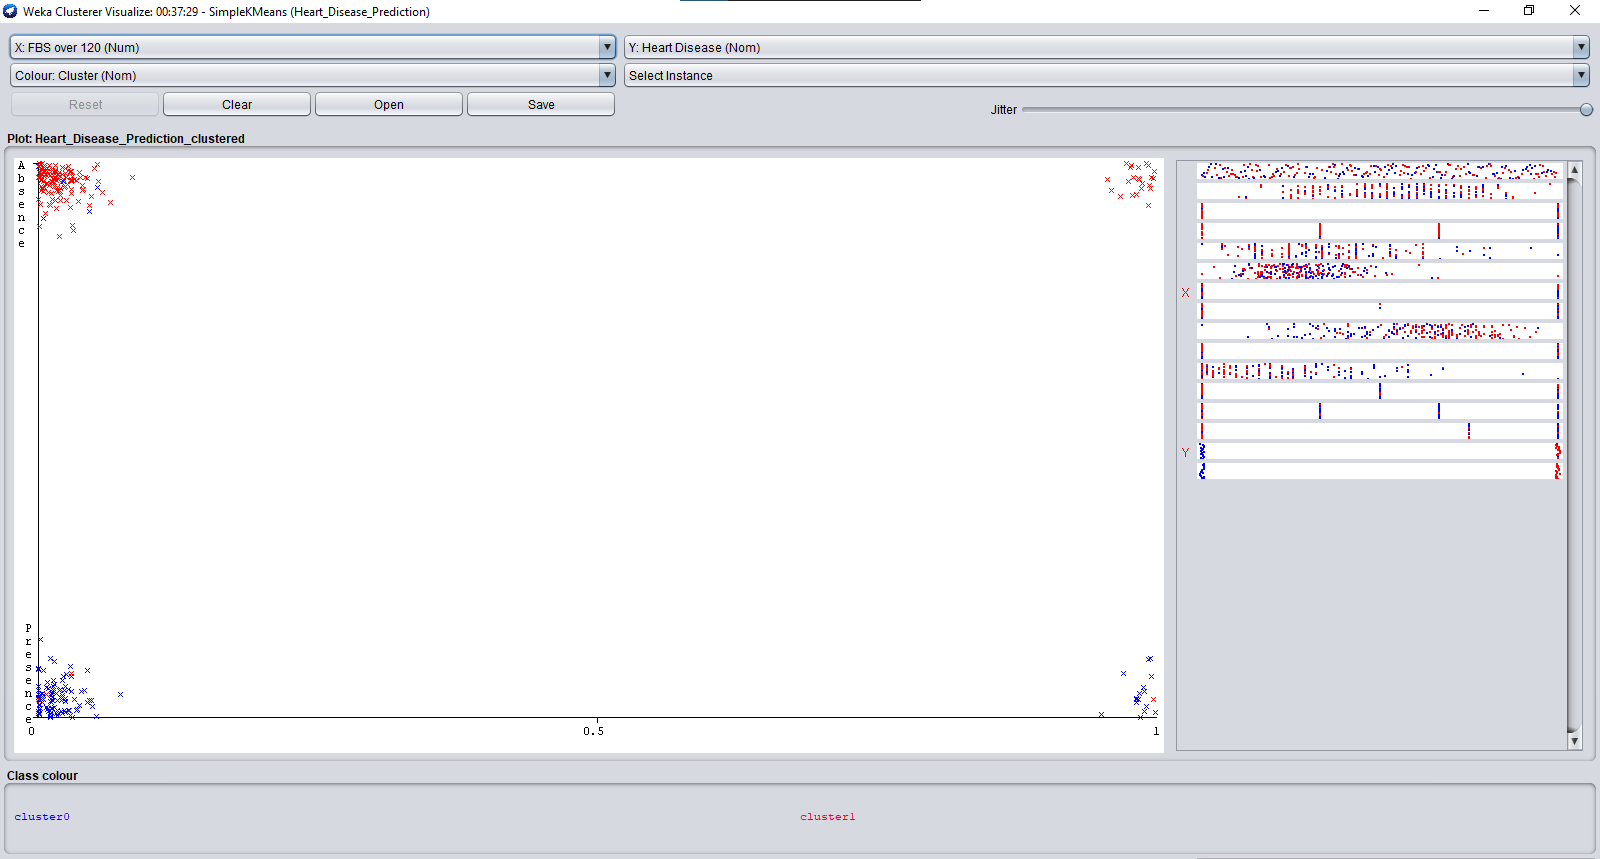 Weka Clusterer Visualize: 00:37:29 - SimpleKMeans (Heart_Disease_Prediction)
X: FBS over 120 (Num)
Y: Heart Disease (Nom)
Colour: Cluster (Nom)
Select Instance
Reset
Clear
Open
Save
Jitter
Plot: Heart_Disease_Prediction_clustered
Absence
Presence
0
0.5
1
X
Y
Class colour
cluster0
cluster1